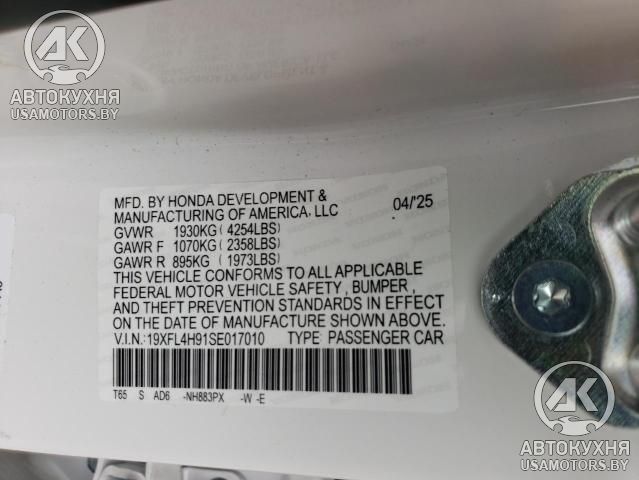 АК
АВТОКУХНЯ
USAMOTORS.BY
MFD. BY HONDA DEVELOPMENT &
MANUFACTURING OF AMERICA, LLC 04/'25
GVWR 1930KG ( 4254LBS)
GAWR F 1070KG ( 2358LBS)
GAWR R 895KG ( 1973LBS)
THIS VEHICLE CONFORMS TO ALL APPLICABLE
FEDERAL MOTOR VEHICLE SAFETY , BUMPER ,
AND THEFT PREVENTION STANDARDS IN EFFECT
ON THE DATE OF MANUFACTURE SHOWN ABOVE.
V.I.N.:19XFL4H91SE017010 TYPE PASSENGER CAR
T65 S AD6 -NH883PX -W -E
АК
АВТОКУХНЯ
USAMOTORS.BY